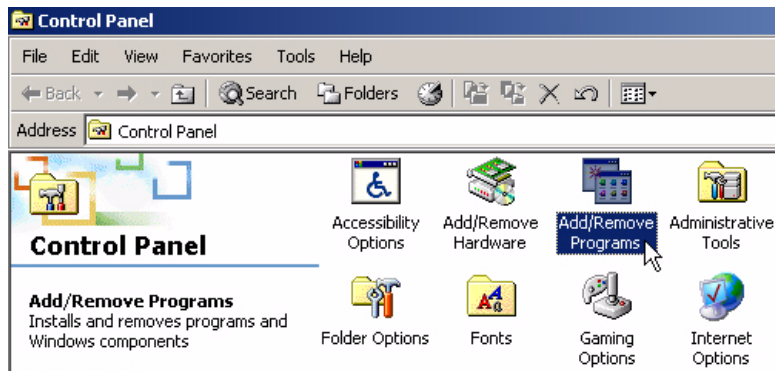 Control Panel
File Edit View Favorites Tools Help
Back Search Folders
Address Control Panel
Control Panel
Add/Remove Programs
Installs and removes programs and
Windows components
Accessibility
Options
Add/Remove
Hardware
Add/Remove
Programs
Administrative
Tools
Folder Options
Fonts
Gaming
Options
Internet
Options